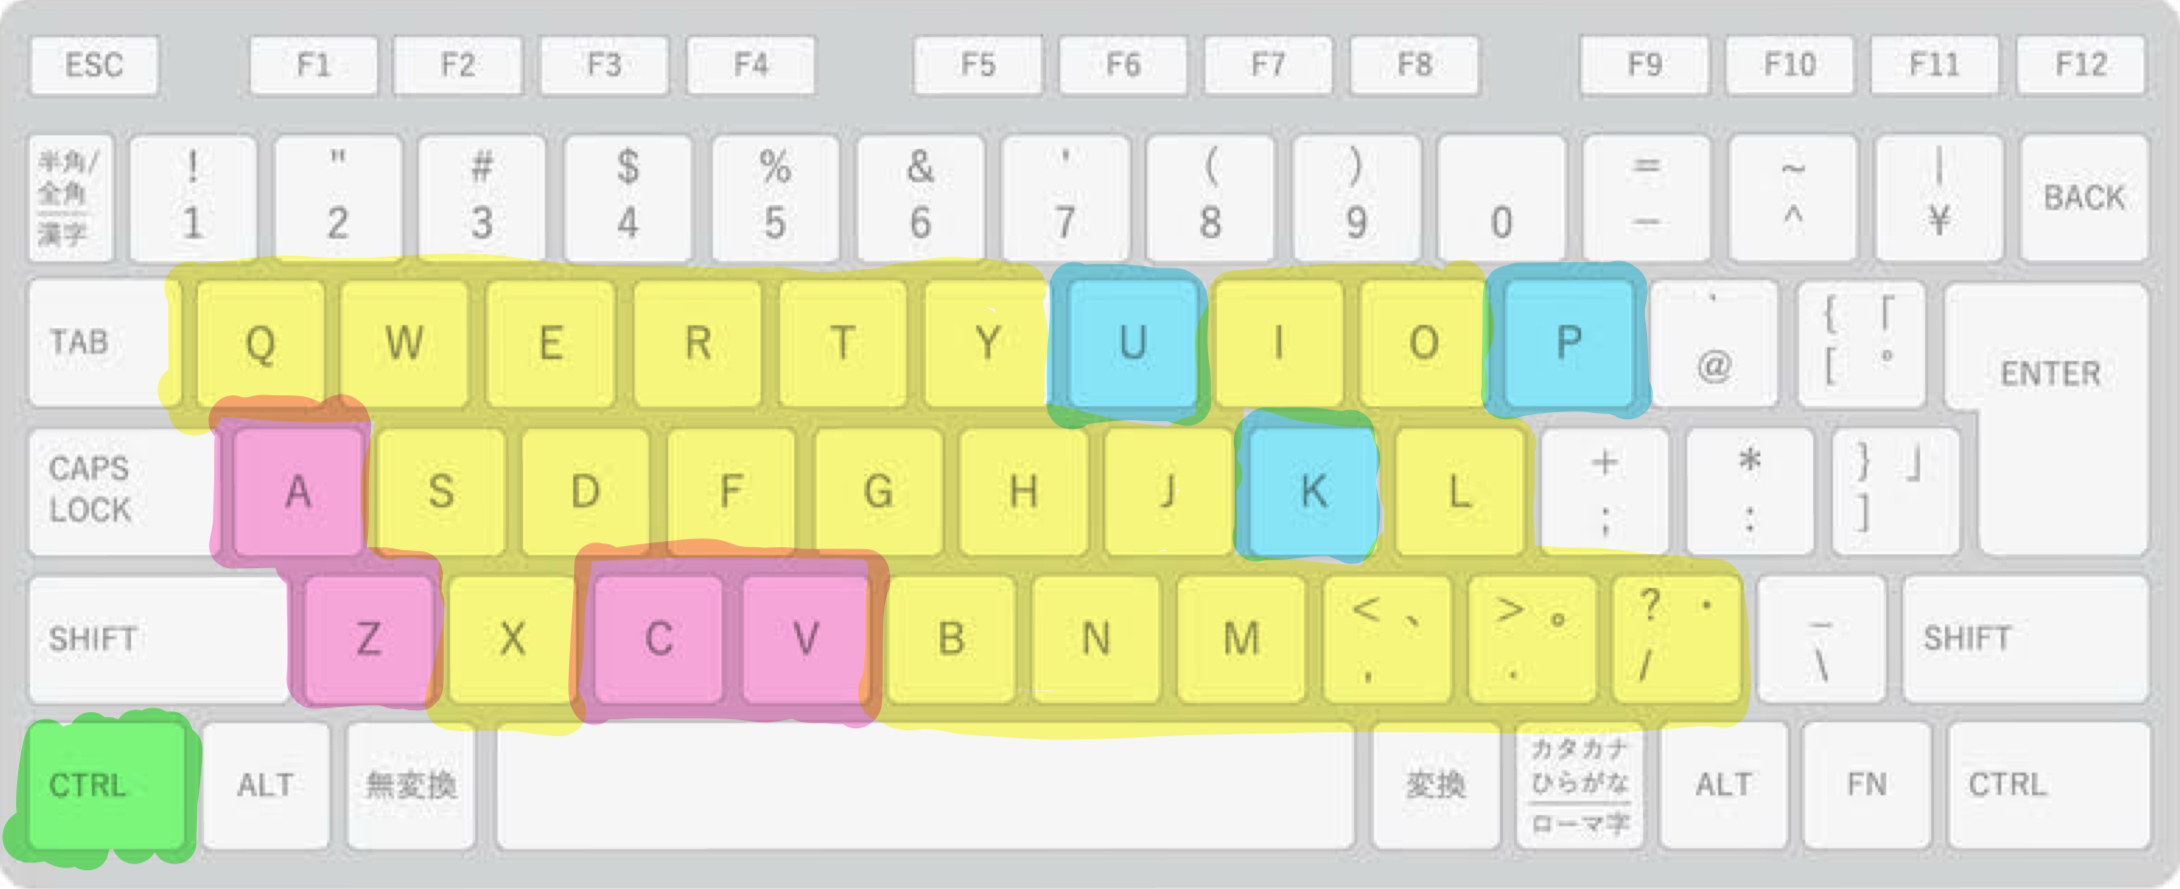 ESC F1 F2 F3 F4 F5 F6 F7 F8 F9 F10 F11 F12
半角/
全角
漢字
! 1 " 2 # 3 $ 4 % 5 & 6 ' 7 ( 8 ) 9 0 = − ~ ^ | ¥ BACK
TAB Q W E R T Y U I O P ` @ { 「 [ ° ENTER
CAPS
LOCK
A S D F G H J K L + ; * : } 」 ]
SHIFT Z X C V B N M < 、 , > 。 . ? ・ / _ \ SHIFT
CTRL ALT 無変換 変換
カタカナ
ひらがな
ローマ字
ALT FN CTRL